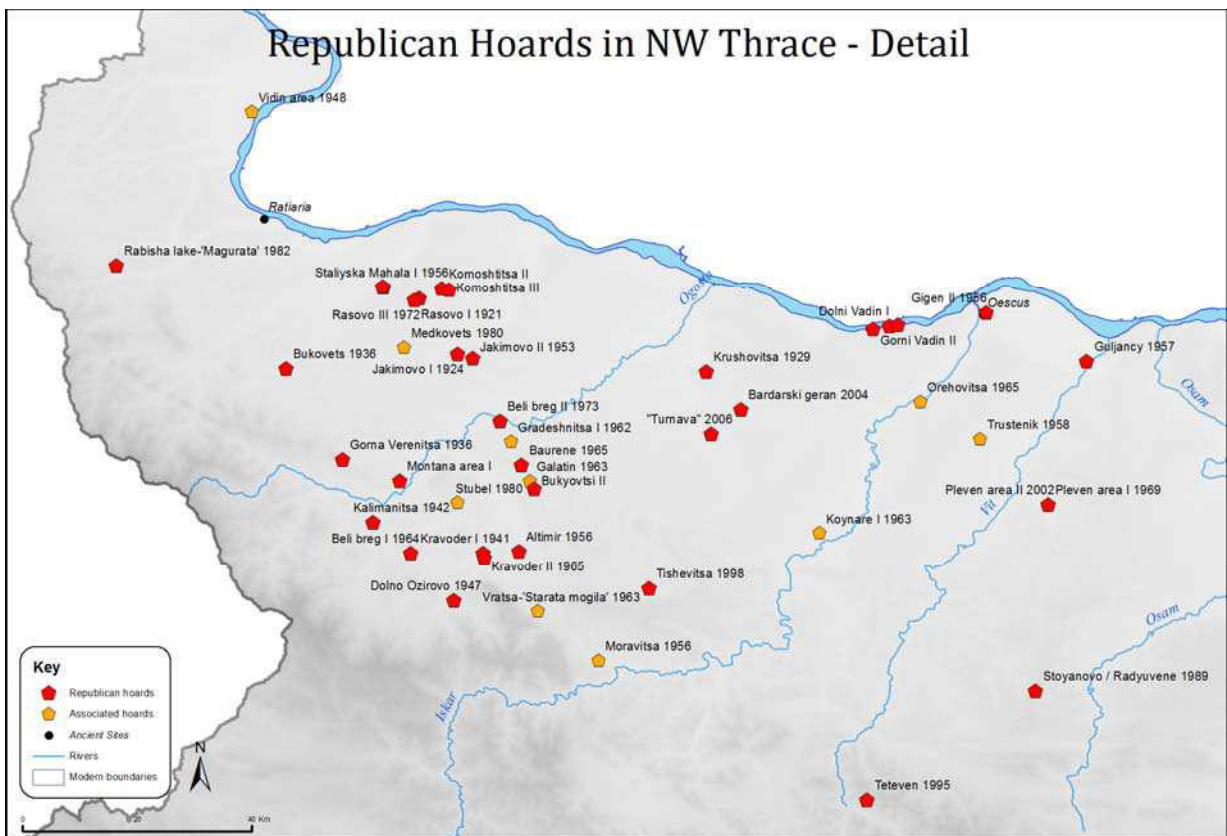 Republican Hoards in NW Thrace - Detail
Vidin area 1948
Ratiaria
Rabisha lake-'Magurata' 1982
Staliyska Mahala I 1956
Komoshtitsa II
Komoshtitsa III
Rasovo III 1972
Rasovo I 1921
Medkovets 1980
Jakimovo II 1953
Jakimovo I 1924
Bukovets 1936
Ogosta
Dolni Vadin I
Gigen II 1936
Oescus
Gorni Vadin II
Krushovitsa 1929
Guljancy 1957
Osam
Bardarski geran 2004
Orehovitsa 1965
"Turnava" 2006
Trustenik 1958
Beli breg II 1973
Gradeshnitsa I 1962
Baurene 1965
Gorna Verenitsa 1936
Montana area I
Galatin 1963
Bukyovtsi II
Stubel 1980
Kalimanitsa 1942
Pleven area II 2002
Pleven area I 1969
Vit
Koynare I 1963
Beli breg I 1964
Kravoder I 1941
Altimir 1956
Kravoder II 1965
Dolno Ozirovo 1947
Vratsa-'Starata mogila' 1963
Tishevitsa 1998
Osam
Moravitsa 1956
Iskar
Stoyanovo / Radyuvene 1989
Teteven 1995
Key
Republican hoards
Associated hoards
Ancient Sites
Rivers
Modern boundaries
N
0 20 40 Km